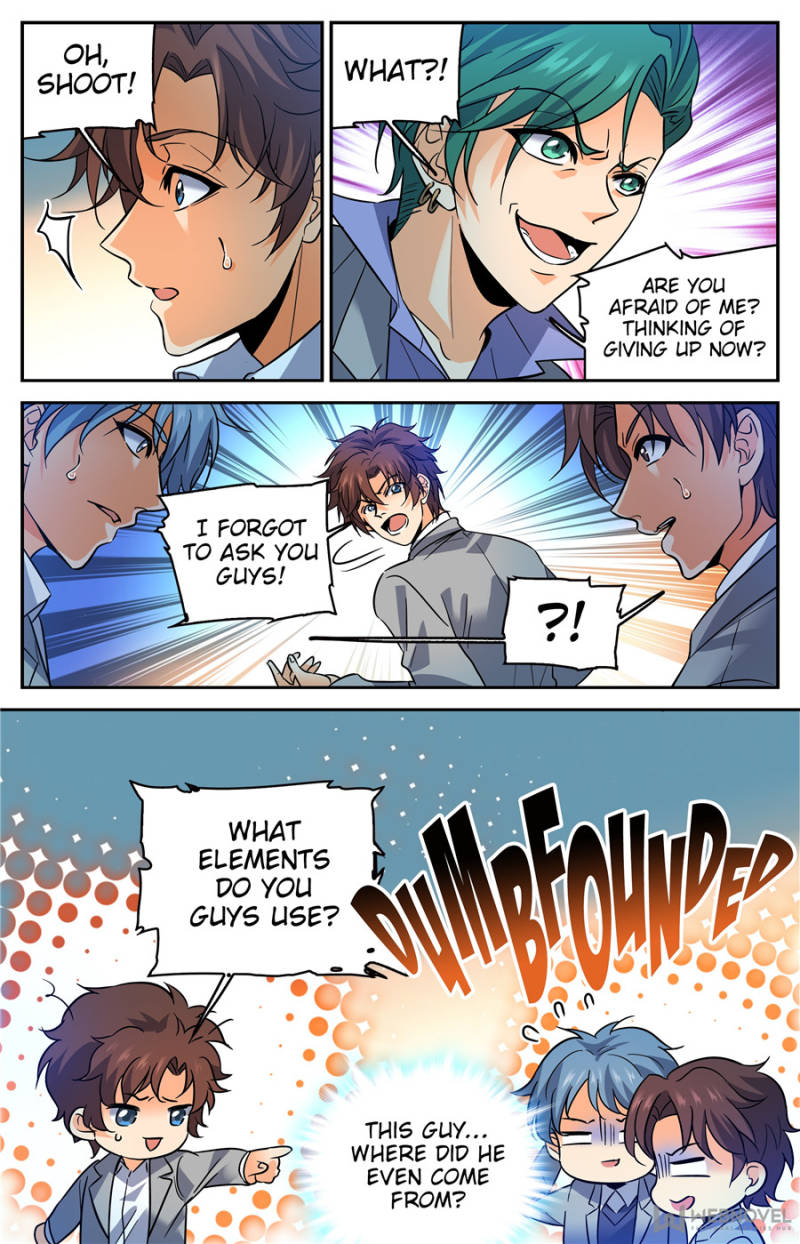 OH,
SHOOT!
WHAT?!
ARE YOU
AFRAID OF ME?
THINKING OF
GIVING UP NOW?
I FORGOT
TO ASK YOU
GUYS!
?!
WHAT
ELEMENTS
DO YOU
GUYS USE?
DUMBFOUNDED
THIS GUY...
WHERE DID HE
EVEN COME
FROM?
WEBNOVEL